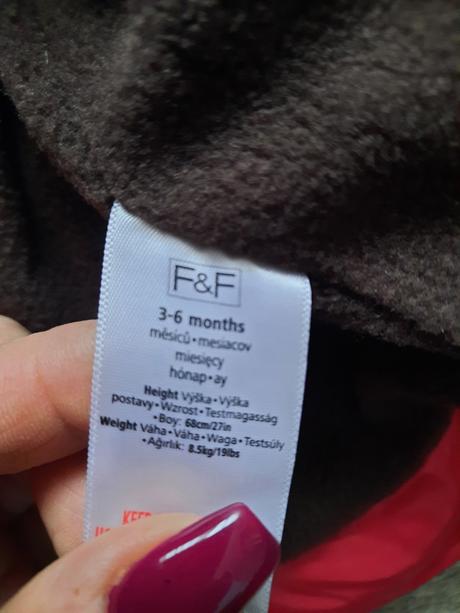 F&F
3-6 months
měsíců • mesiacov
miesięcy
hónap • ay
Height Výška • Výška
postavy • Wzrost • Testmagasság
• Boy: 68cm/27in
Weight Váha • Váha • Waga • Testsúly
• Ağırlık: 8.5kg/19lbs
KEEP